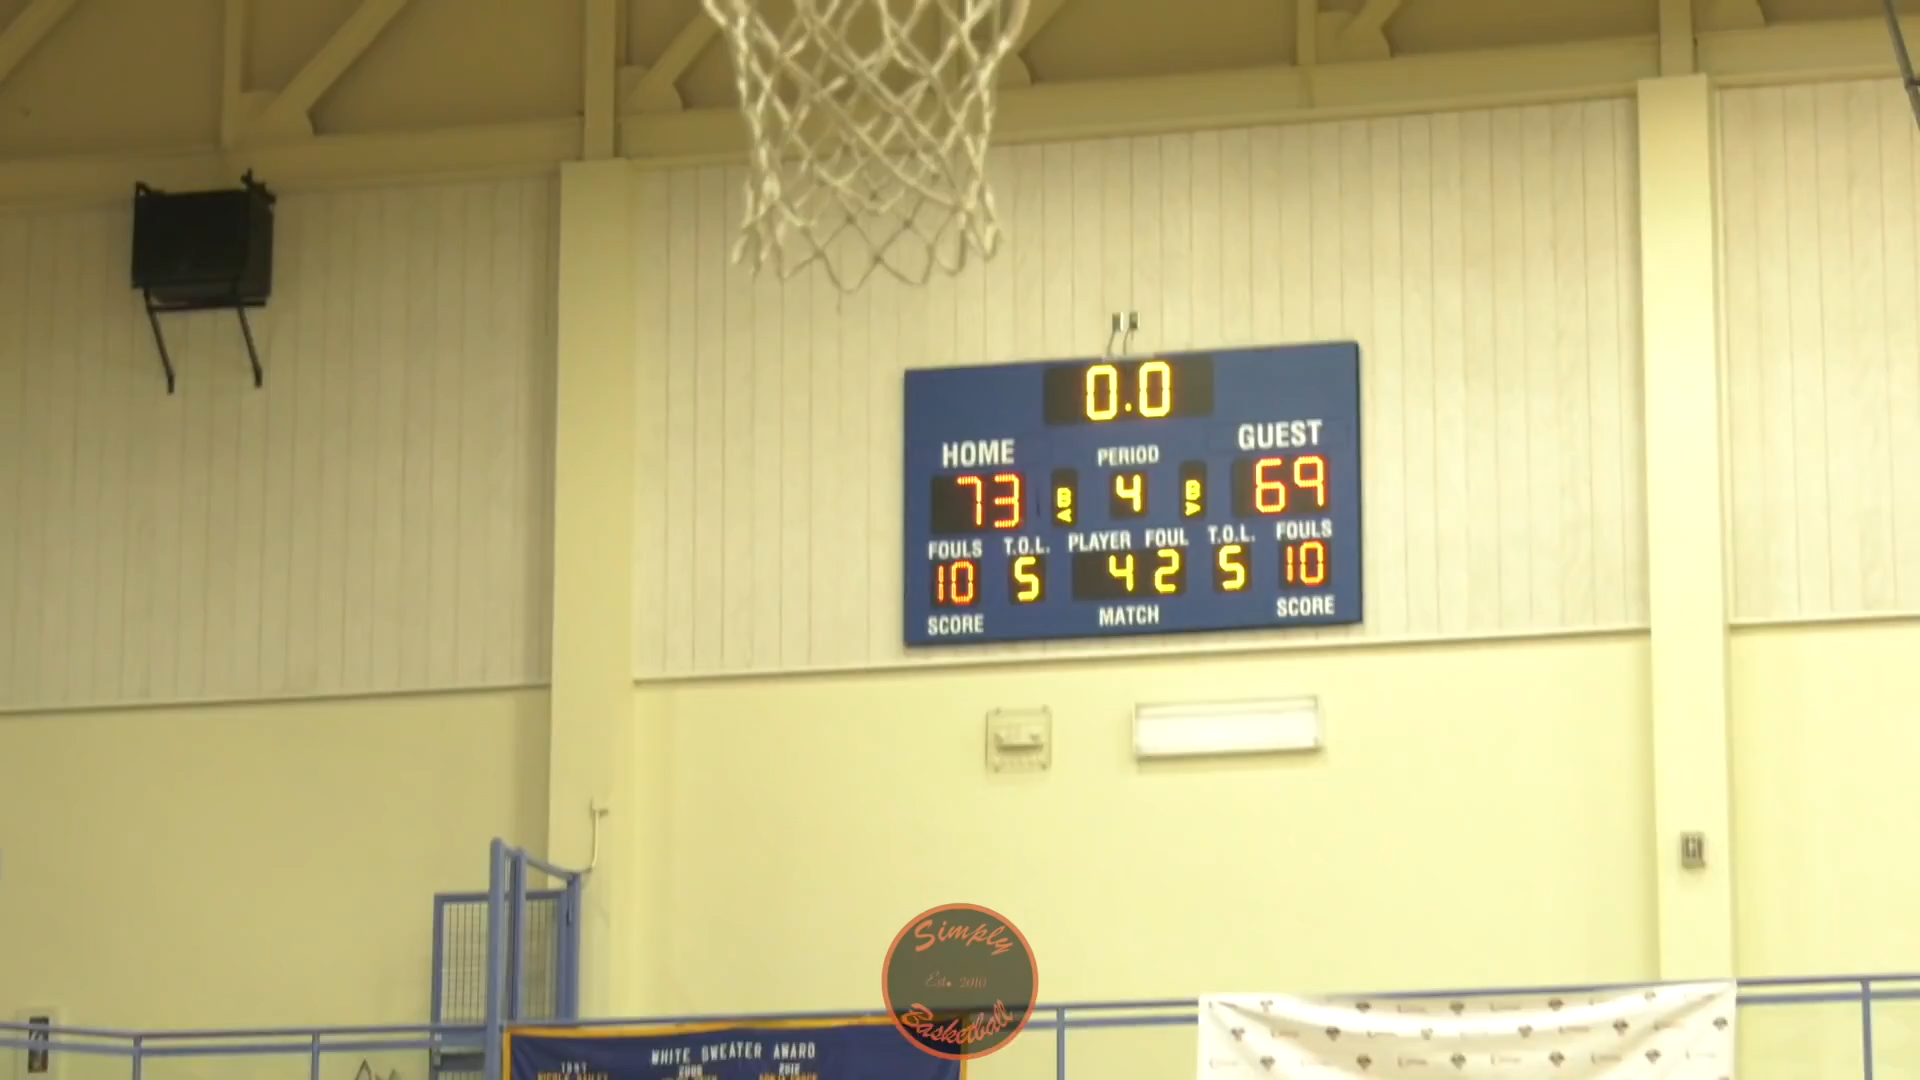 0.0
HOME
PERIOD
GUEST
73
4
69
FOULS
T.O.L.
PLAYER
FOUL
T.O.L.
FOULS
10
5
4
2
5
10
SCORE
MATCH
SCORE
Simply
Est. 2010
Basketball
WHITE SWEATER AWARD